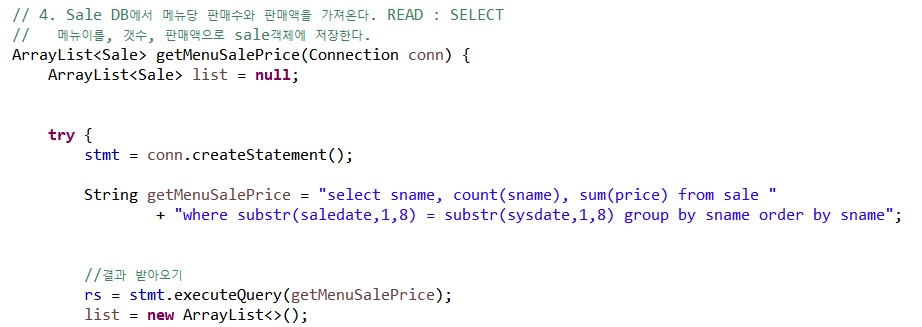 // 4. Sale DB에서 메뉴당 판매수와 판매액을 가져온다. READ : SELECT
//   메뉴이름, 갯수, 판매액으로 sale객체에 저장한다.
ArrayList<Sale> getMenuSalePrice(Connection conn) {
    ArrayList<Sale> list = null;
    try {
        stmt = conn.createStatement();
        String getMenuSalePrice = "select sname, count(sname), sum(price) from sale "
                + "where substr(saledate,1,8) = substr(sysdate,1,8) group by sname order by sname";
        //결과 받아오기
        rs = stmt.executeQuery(getMenuSalePrice);
        list = new ArrayList<>();